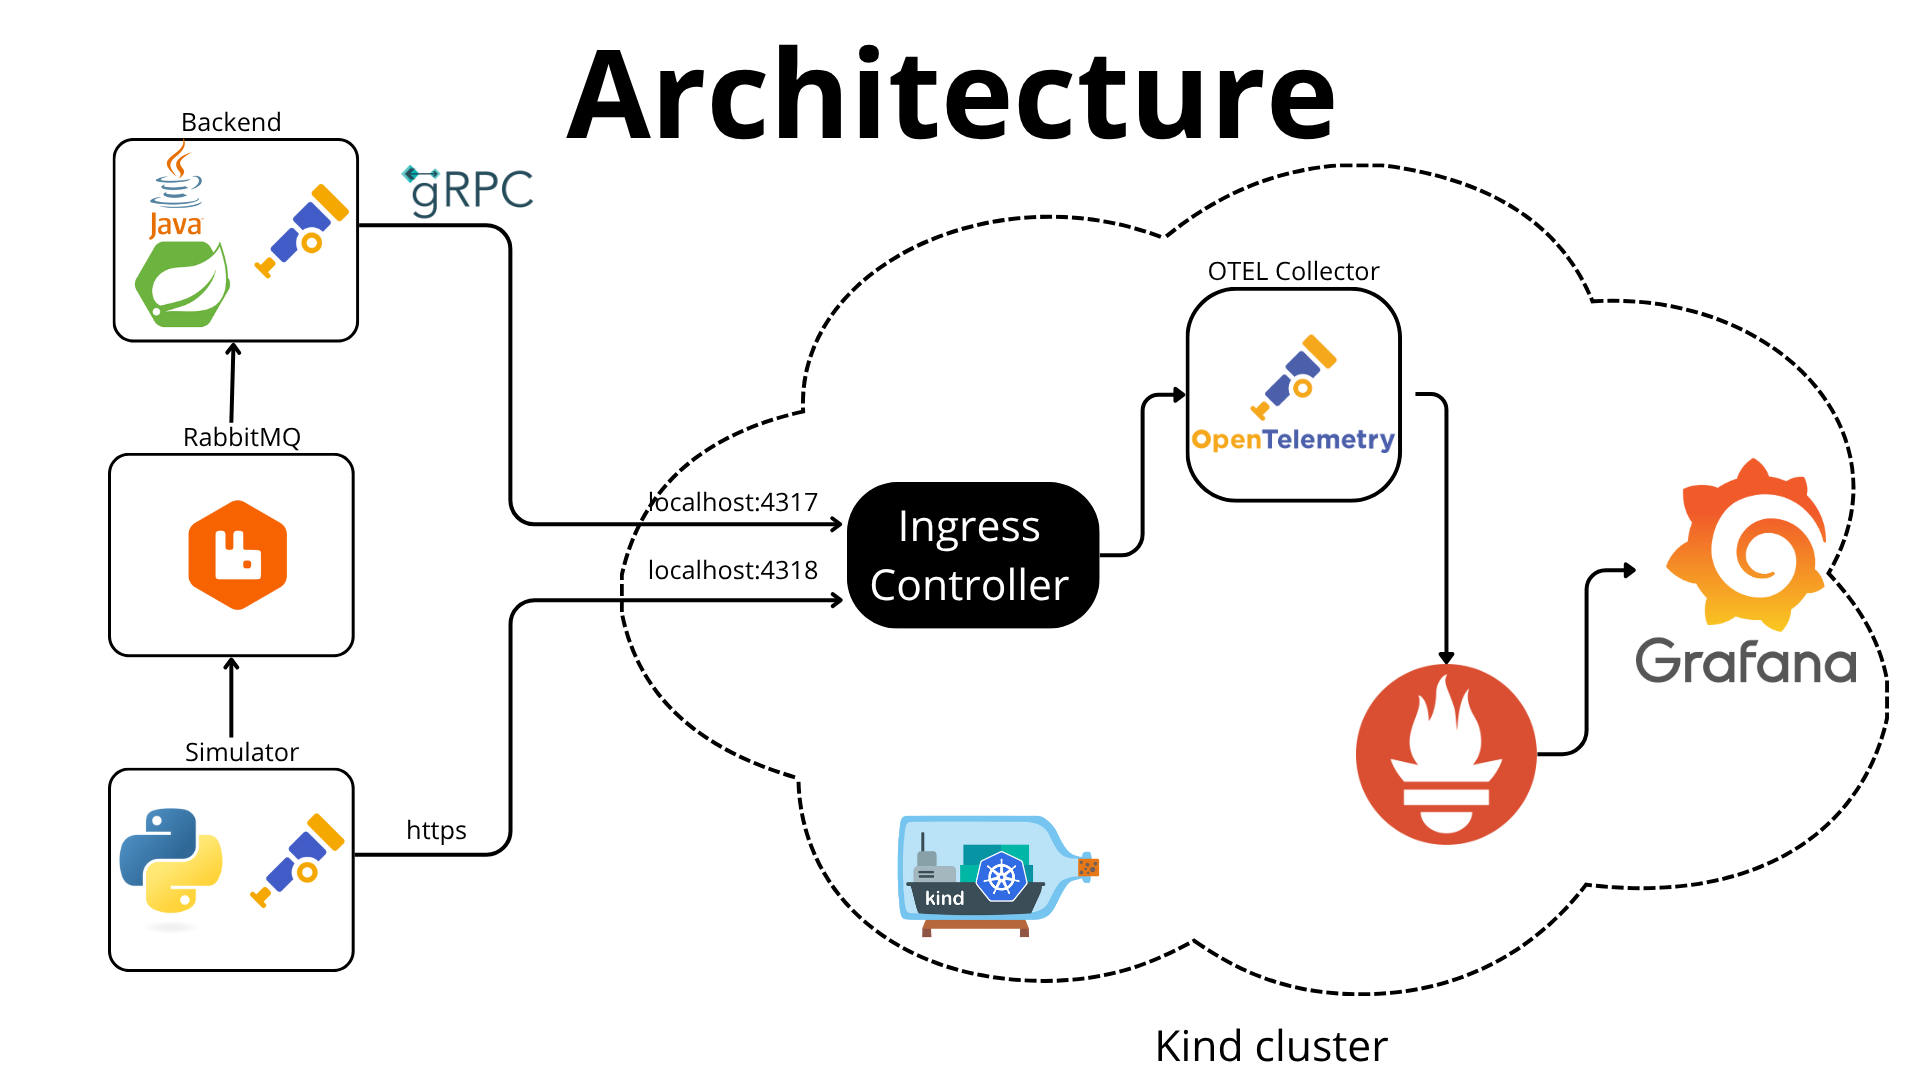 Architecture
Backend
Java
gRPC
OTEL Collector
OpenTelemetry
RabbitMQ
localhost:4317
Ingress
Controller
localhost:4318
Grafana
Simulator
https
kind
Kind cluster